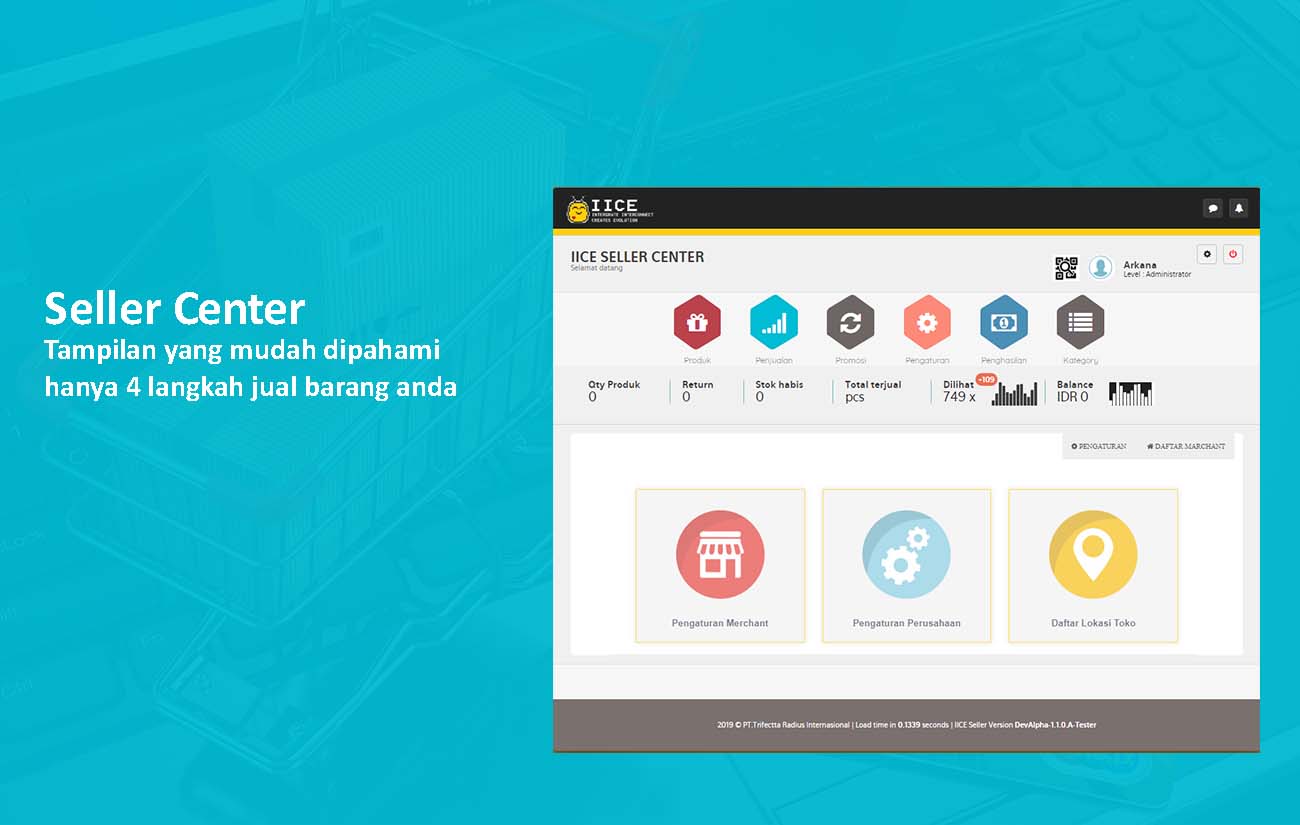 Seller Center
Tampilan yang mudah dipahami
hanya 4 langkah jual barang anda
IICE
INTERGRATE INTERCONNECT
CREATES EVOLUTION
IICE SELLER CENTER
Selamat datang
Arkana
Level : Administrator
Produk
Penjualan
Promosi
Pengaturan
Penghasilan
Kategory
Qty Produk
0
Return
0
Stok habis
0
Total terjual
pcs
Dilihat
-109
749 x
Balance
IDR 0
PENGATURAN
DAFTAR MARCHANT
Pengaturan Merchant
Pengaturan Perusahaan
Daftar Lokasi Toko
2019 © PT.Trifectta Radius Internasional | Load time in 0.1339 seconds | IICE Seller Version DevAlpha-1.1.0.A-Tester